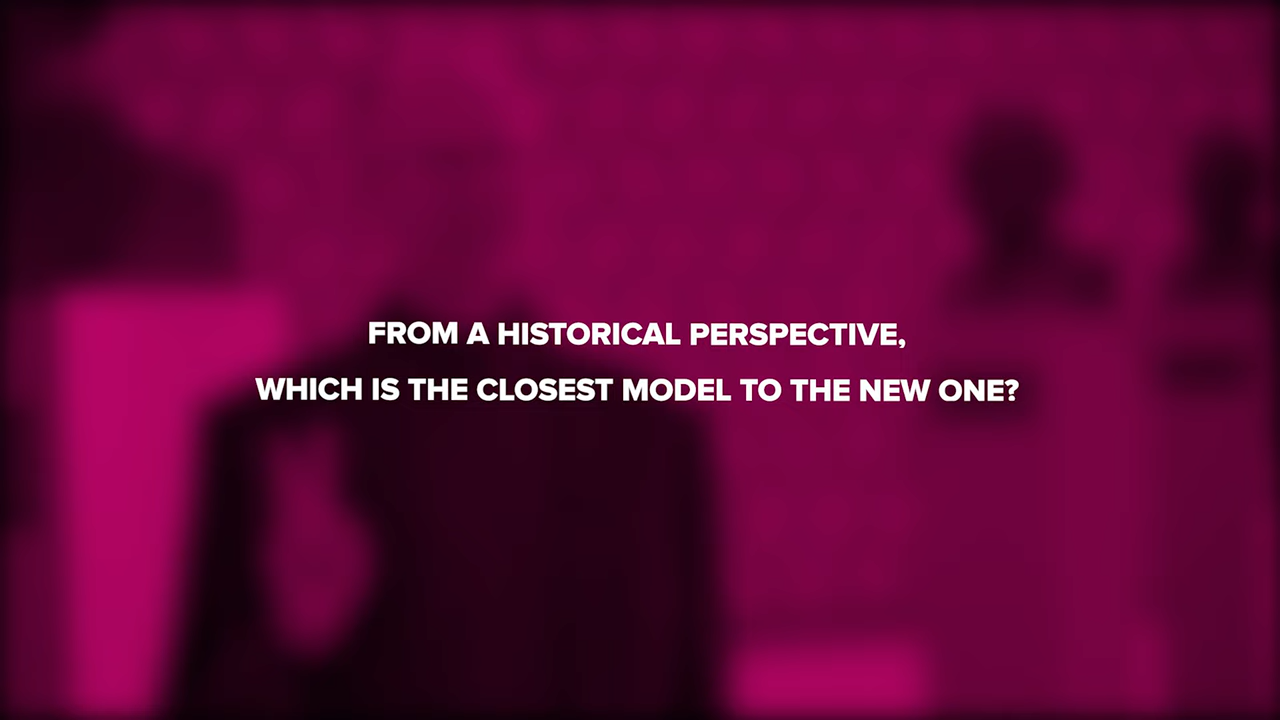 FROM A HISTORICAL PERSPECTIVE,
WHICH IS THE CLOSEST MODEL TO THE NEW ONE?